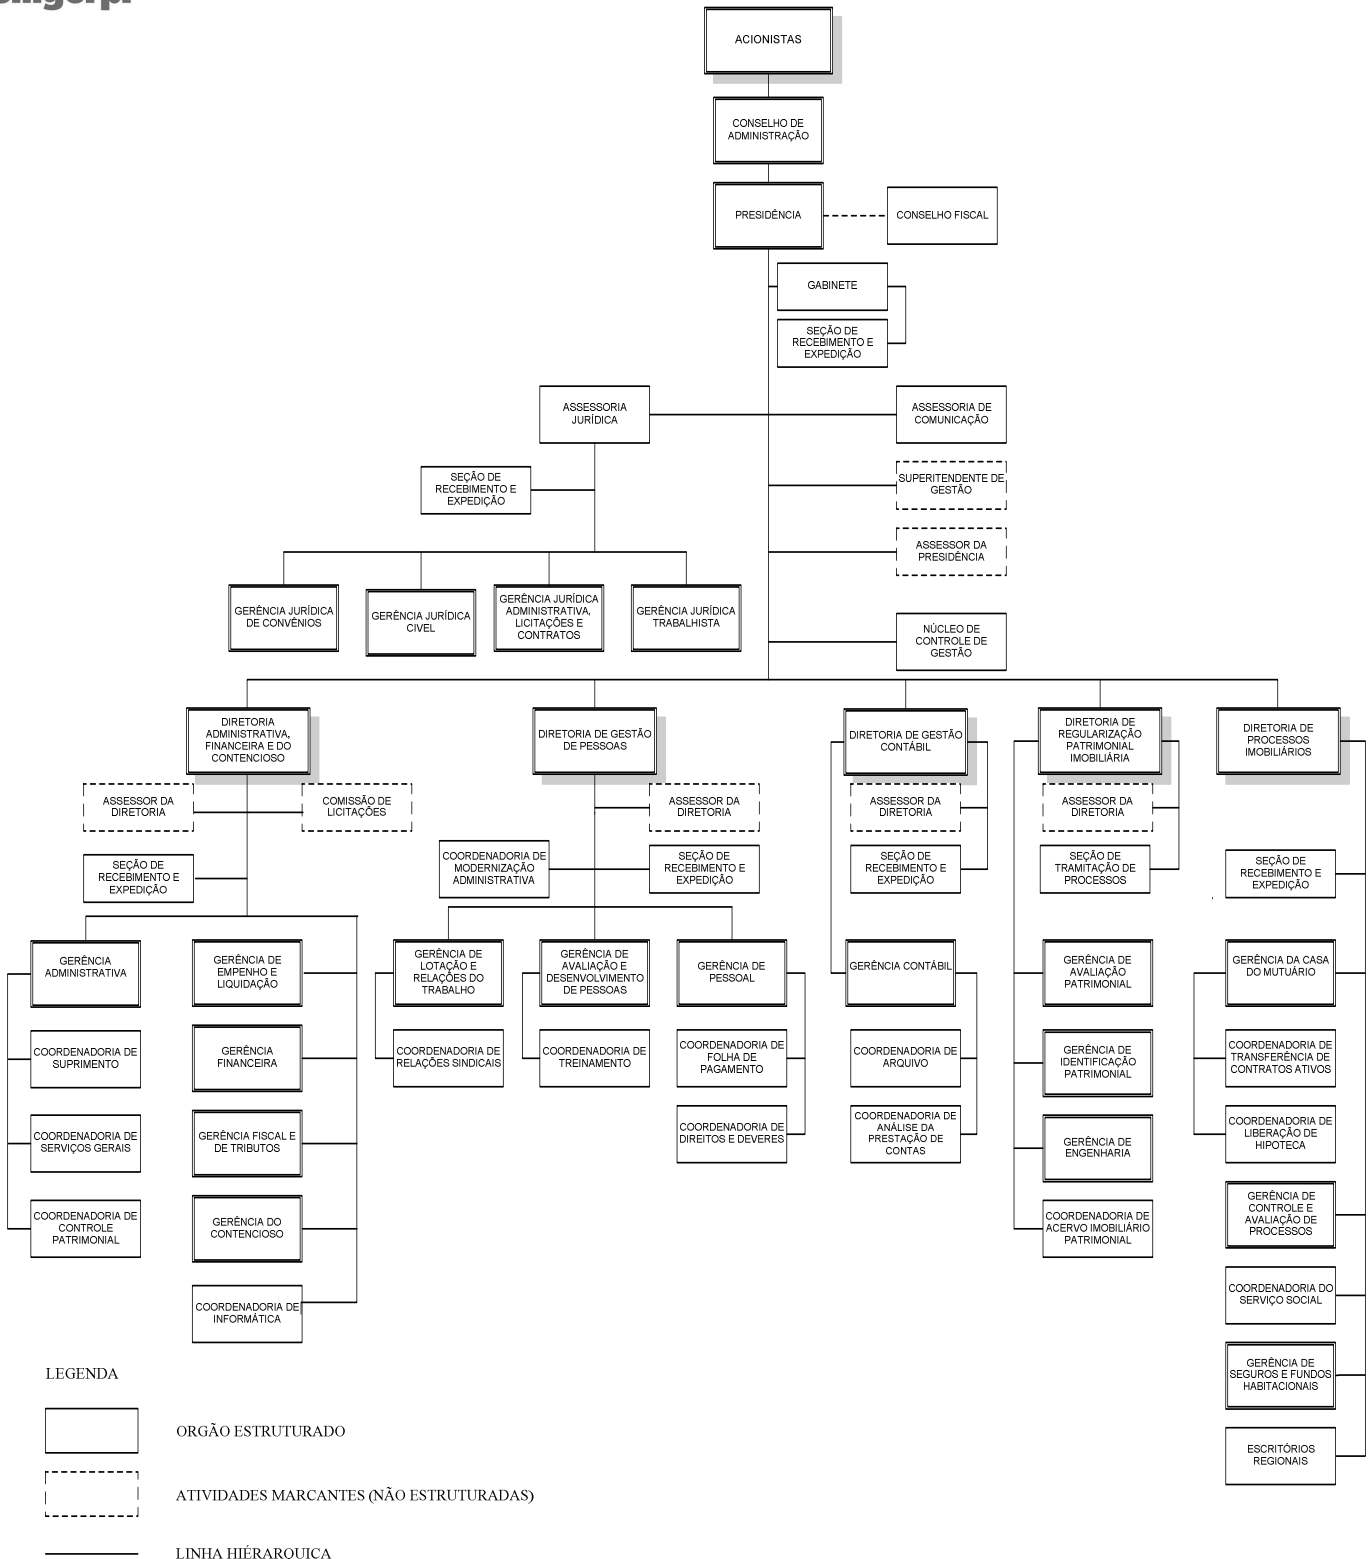 ACIONISTAS
CONSELHO DE
ADMINISTRAÇÃO
PRESIDÊNCIA
CONSELHO FISCAL
GABINETE
SEÇÃO DE
RECEBIMENTO E
EXPEDIÇÃO
ASSESSORIA
JURÍDICA
ASSESSORIA DE
COMUNICAÇÃO
SEÇÃO DE
RECEBIMENTO E
EXPEDIÇÃO
SUPERITENDENTE DE
GESTÃO
ASSESSOR DA
PRESIDÊNCIA
GERÊNCIA JURÍDICA
DE CONVÊNIOS
GERÊNCIA JURÍDICA
CIVEL
GERÊNCIA JURÍDICA
ADMINISTRATIVA,
LICITAÇÕES E
CONTRATOS
GERÊNCIA JURÍDICA
TRABALHISTA
NÚCLEO DE
CONTROLE DE
GESTÃO
DIRETORIA
ADMINISTRATIVA,
FINANCEIRA E DO
CONTENCIOSO
DIRETORIA DE GESTÃO
DE PESSOAS
DIRETORIA DE GESTÃO
CONTÁBIL
DIRETORIA DE
REGULARIZAÇÃO
PATRIMONIAL
IMOBILIÁRIA
DIRETORIA DE
PROCESSOS
IMOBILIÁRIOS
ASSESSOR DA
DIRETORIA
COMISSÃO DE
LICITAÇÕES
ASSESSOR DA
DIRETORIA
ASSESSOR DA
DIRETORIA
ASSESSOR DA
DIRETORIA
SEÇÃO DE
RECEBIMENTO E
EXPEDIÇÃO
COORDENADORIA DE
MODERNIZAÇÃO
ADMINISTRATIVA
SEÇÃO DE
RECEBIMENTO E
EXPEDIÇÃO
SEÇÃO DE
RECEBIMENTO E
EXPEDIÇÃO
SEÇÃO DE
TRAMITAÇÃO DE
PROCESSOS
SEÇÃO DE
RECEBIMENTO E
EXPEDIÇÃO
GERÊNCIA
ADMINISTRATIVA
GERÊNCIA DE
EMPENHO E
LIQUIDAÇÃO
GERÊNCIA DE
LOTAÇÃO E
RELAÇÕES DO
TRABALHO
GERÊNCIA DE
AVALIAÇÃO E
DESENVOLVIMENTO
DE PESSOAS
GERÊNCIA DE
PESSOAL
GERÊNCIA CONTÁBIL
GERÊNCIA DE
AVALIAÇÃO
PATRIMONIAL
GERÊNCIA DA CASA
DO MUTUÁRIO
COORDENADORIA DE
SUPRIMENTO
GERÊNCIA
FINANCEIRA
COORDENADORIA DE
RELAÇÕES SINDICAIS
COORDENADORIA DE
TREINAMENTO
COORDENADORIA DE
FOLHA DE
PAGAMENTO
COORDENADORIA DE
ARQUIVO
GERÊNCIA DE
IDENTIFICAÇÃO
PATRIMONIAL
COORDENADORIA DE
TRANSFERÊNCIA DE
CONTRATOS ATIVOS
COORDENADORIA DE
SERVIÇOS GERAIS
GERÊNCIA FISCAL E
DE TRIBUTOS
COORDENADORIA DE
DIREITOS E DEVERES
COORDENADORIA DE
ANÁLISE DA
PRESTAÇÃO DE
CONTAS
GERÊNCIA DE
ENGENHARIA
COORDENADORIA DE
LIBERAÇÃO DE
HIPOTECA
COORDENADORIA DE
CONTROLE
PATRIMONIAL
GERÊNCIA DO
CONTENCIOSO
COORDENADORIA DE
ACERVO IMOBILIÁRIO
PATRIMONIAL
GERÊNCIA DE
CONTROLE E
AVALIAÇÃO DE
PROCESSOS
COORDENADORIA DE
INFORMÁTICA
COORDENADORIA DO
SERVIÇO SOCIAL
GERÊNCIA DE
SEGUROS E FUNDOS
HABITACIONAIS
ESCRITÓRIOS
REGIONAIS
LEGENDA
ORGÃO ESTRUTURADO
ATIVIDADES MARCANTES (NÃO ESTRUTURADAS)
LINHA HIÉRAROUICA